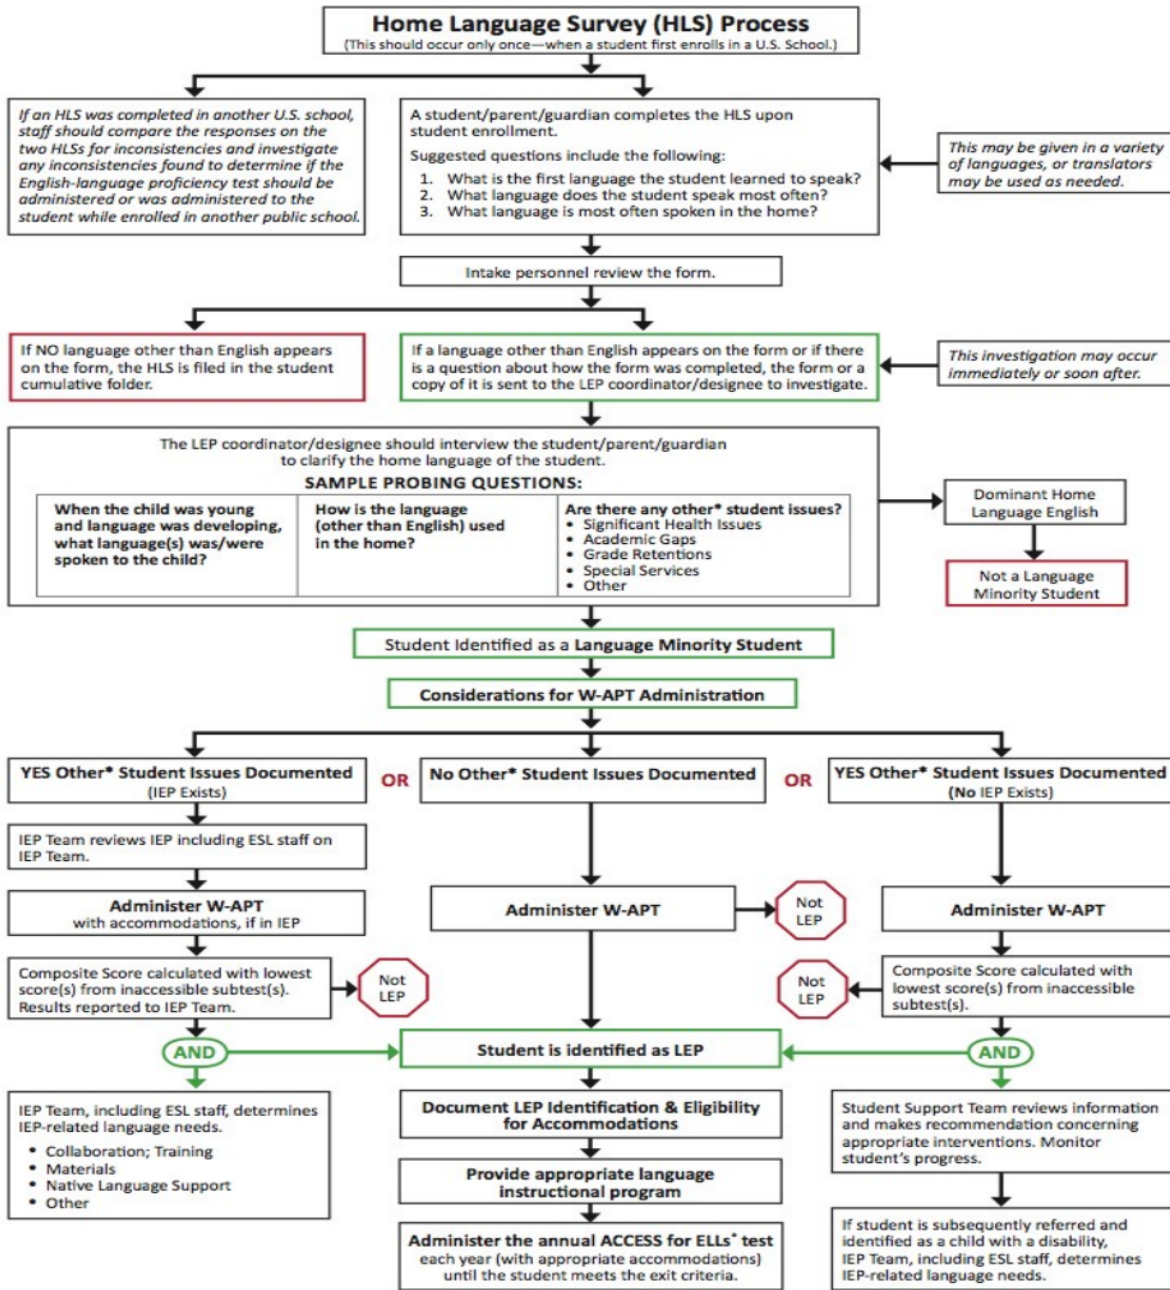 Home Language Survey (HLS) Process
(This should occur only once—when a student first enrolls in a U.S. School.)
If an HLS was completed in another U.S. school,
staff should compare the responses on the
two HLSs for inconsistencies and investigate
any inconsistencies found to determine if the
English-language proficiency test should be
administered or was administered to the
student while enrolled in another public school.
A student/parent/guardian completes the HLS upon
student enrollment.
Suggested questions include the following:
1. What is the first language the student learned to speak?
2. What language does the student speak most often?
3. What language is most often spoken in the home?
This may be given in a variety
of languages, or translators
may be used as needed.
Intake personnel review the form.
If NO language other than English appears
on the form, the HLS is filed in the student
cumulative folder.
If a language other than English appears on the form or if there
is a question about how the form was completed, the form or a
copy of it is sent to the LEP coordinator/designee to investigate.
This investigation may occur
immediately or soon after.
The LEP coordinator/designee should interview the student/parent/guardian
to clarify the home language of the student.
SAMPLE PROBING QUESTIONS:
When the child was young
and language was developing,
what language(s) was/were
spoken to the child?
How is the language
(other than English) used
in the home?
Are there any other* student issues?
• Significant Health Issues
• Academic Gaps
• Grade Retentions
• Special Services
• Other
Dominant Home
Language English
Not a Language
Minority Student
Student Identified as a Language Minority Student
Considerations for W-APT Administration
YES Other* Student Issues Documented
(IEP Exists)
OR
No Other* Student Issues Documented
OR
YES Other* Student Issues Documented
(No IEP Exists)
IEP Team reviews IEP including ESL staff on
IEP Team.
Administer W-APT
with accommodations, if in IEP
Administer W-APT
Not
LEP
Administer W-APT
Composite Score calculated with lowest
score(s) from inaccessible subtest(s).
Results reported to IEP Team.
Not
LEP
Not
LEP
Composite Score calculated with
lowest score(s) from inaccessible
subtest(s).
AND
Student is identified as LEP
AND
IEP Team, including ESL staff, determines
IEP-related language needs.
• Collaboration; Training
• Materials
• Native Language Support
• Other
Document LEP Identification & Eligibility
for Accommodations
Provide appropriate language
instructional program
Administer the annual ACCESS for ELLs* test
each year (with appropriate accommodations)
until the student meets the exit criteria.
Student Support Team reviews information
and makes recommendation concerning
appropriate interventions. Monitor
student's progress.
If student is subsequently referred and
identified as a child with a disability,
IEP Team, including ESL staff, determines
IEP-related language needs.